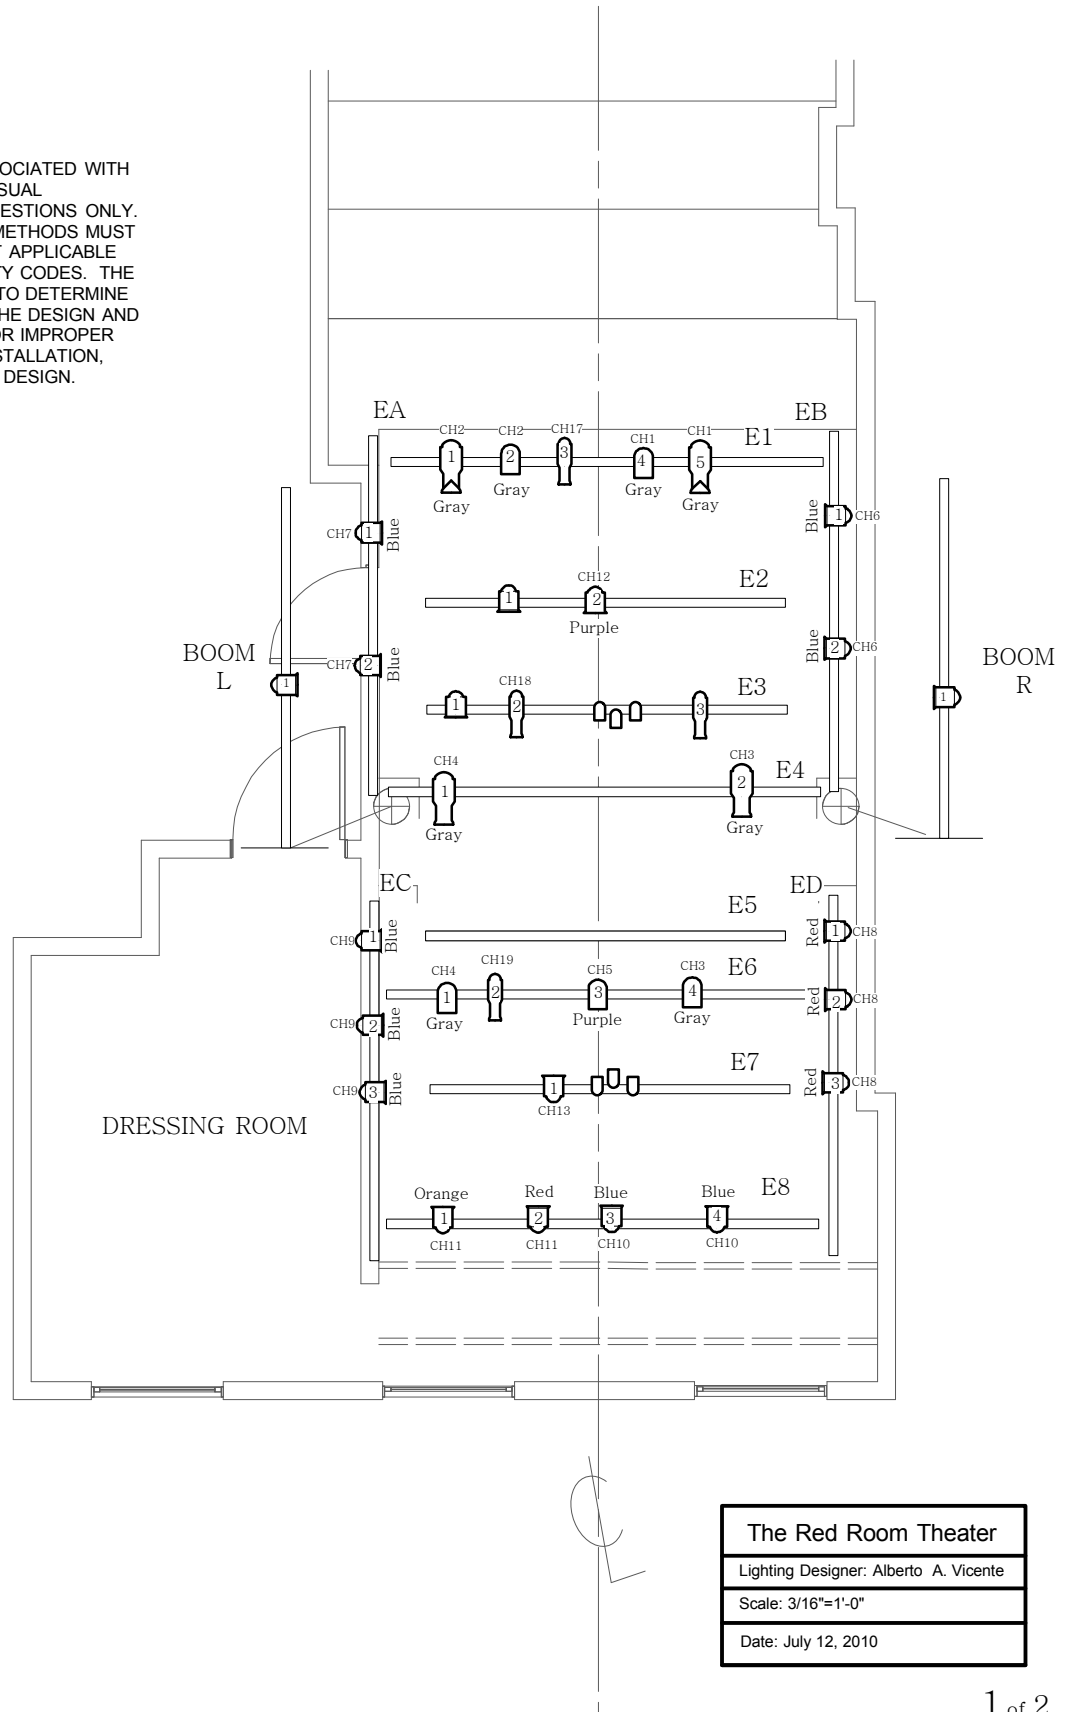 OCIATED WITH
SUAL
ESTIONS ONLY.
METHODS MUST
APPLICABLE
TY CODES. THE
TO DETERMINE
HE DESIGN AND
OR IMPROPER
STALLATION,
DESIGN.
EA
EB
CH2 CH2 CH17 CH1 CH1
E1
1 2 3 4 5
Gray Gray Gray Gray
CH7 1 Blue
Blue 1 CH6
E2
CH12
1 2
Purple
CH7 2 Blue
Blue 2 CH6
BOOM
L
1
BOOM
R
1
E3
CH18
1 2 3
E4
CH4 CH3
1 2
Gray Gray
EC
ED
E5
CH9 1 Blue
Red 1 CH8
E6
CH4 CH19 CH5 CH3
1 2 3 4
Gray Purple Gray
CH9 2 Blue
Red 2 CH8
E7
1
CH13
CH9 3 Blue
Red 3 CH8
DRESSING ROOM
E8
Orange Red Blue Blue
1 2 3 4
CH11 CH11 CH10 CH10
The Red Room Theater
Lighting Designer: Alberto A. Vicente
Scale: 3/16"=1'-0"
Date: July 12, 2010
1 of 2